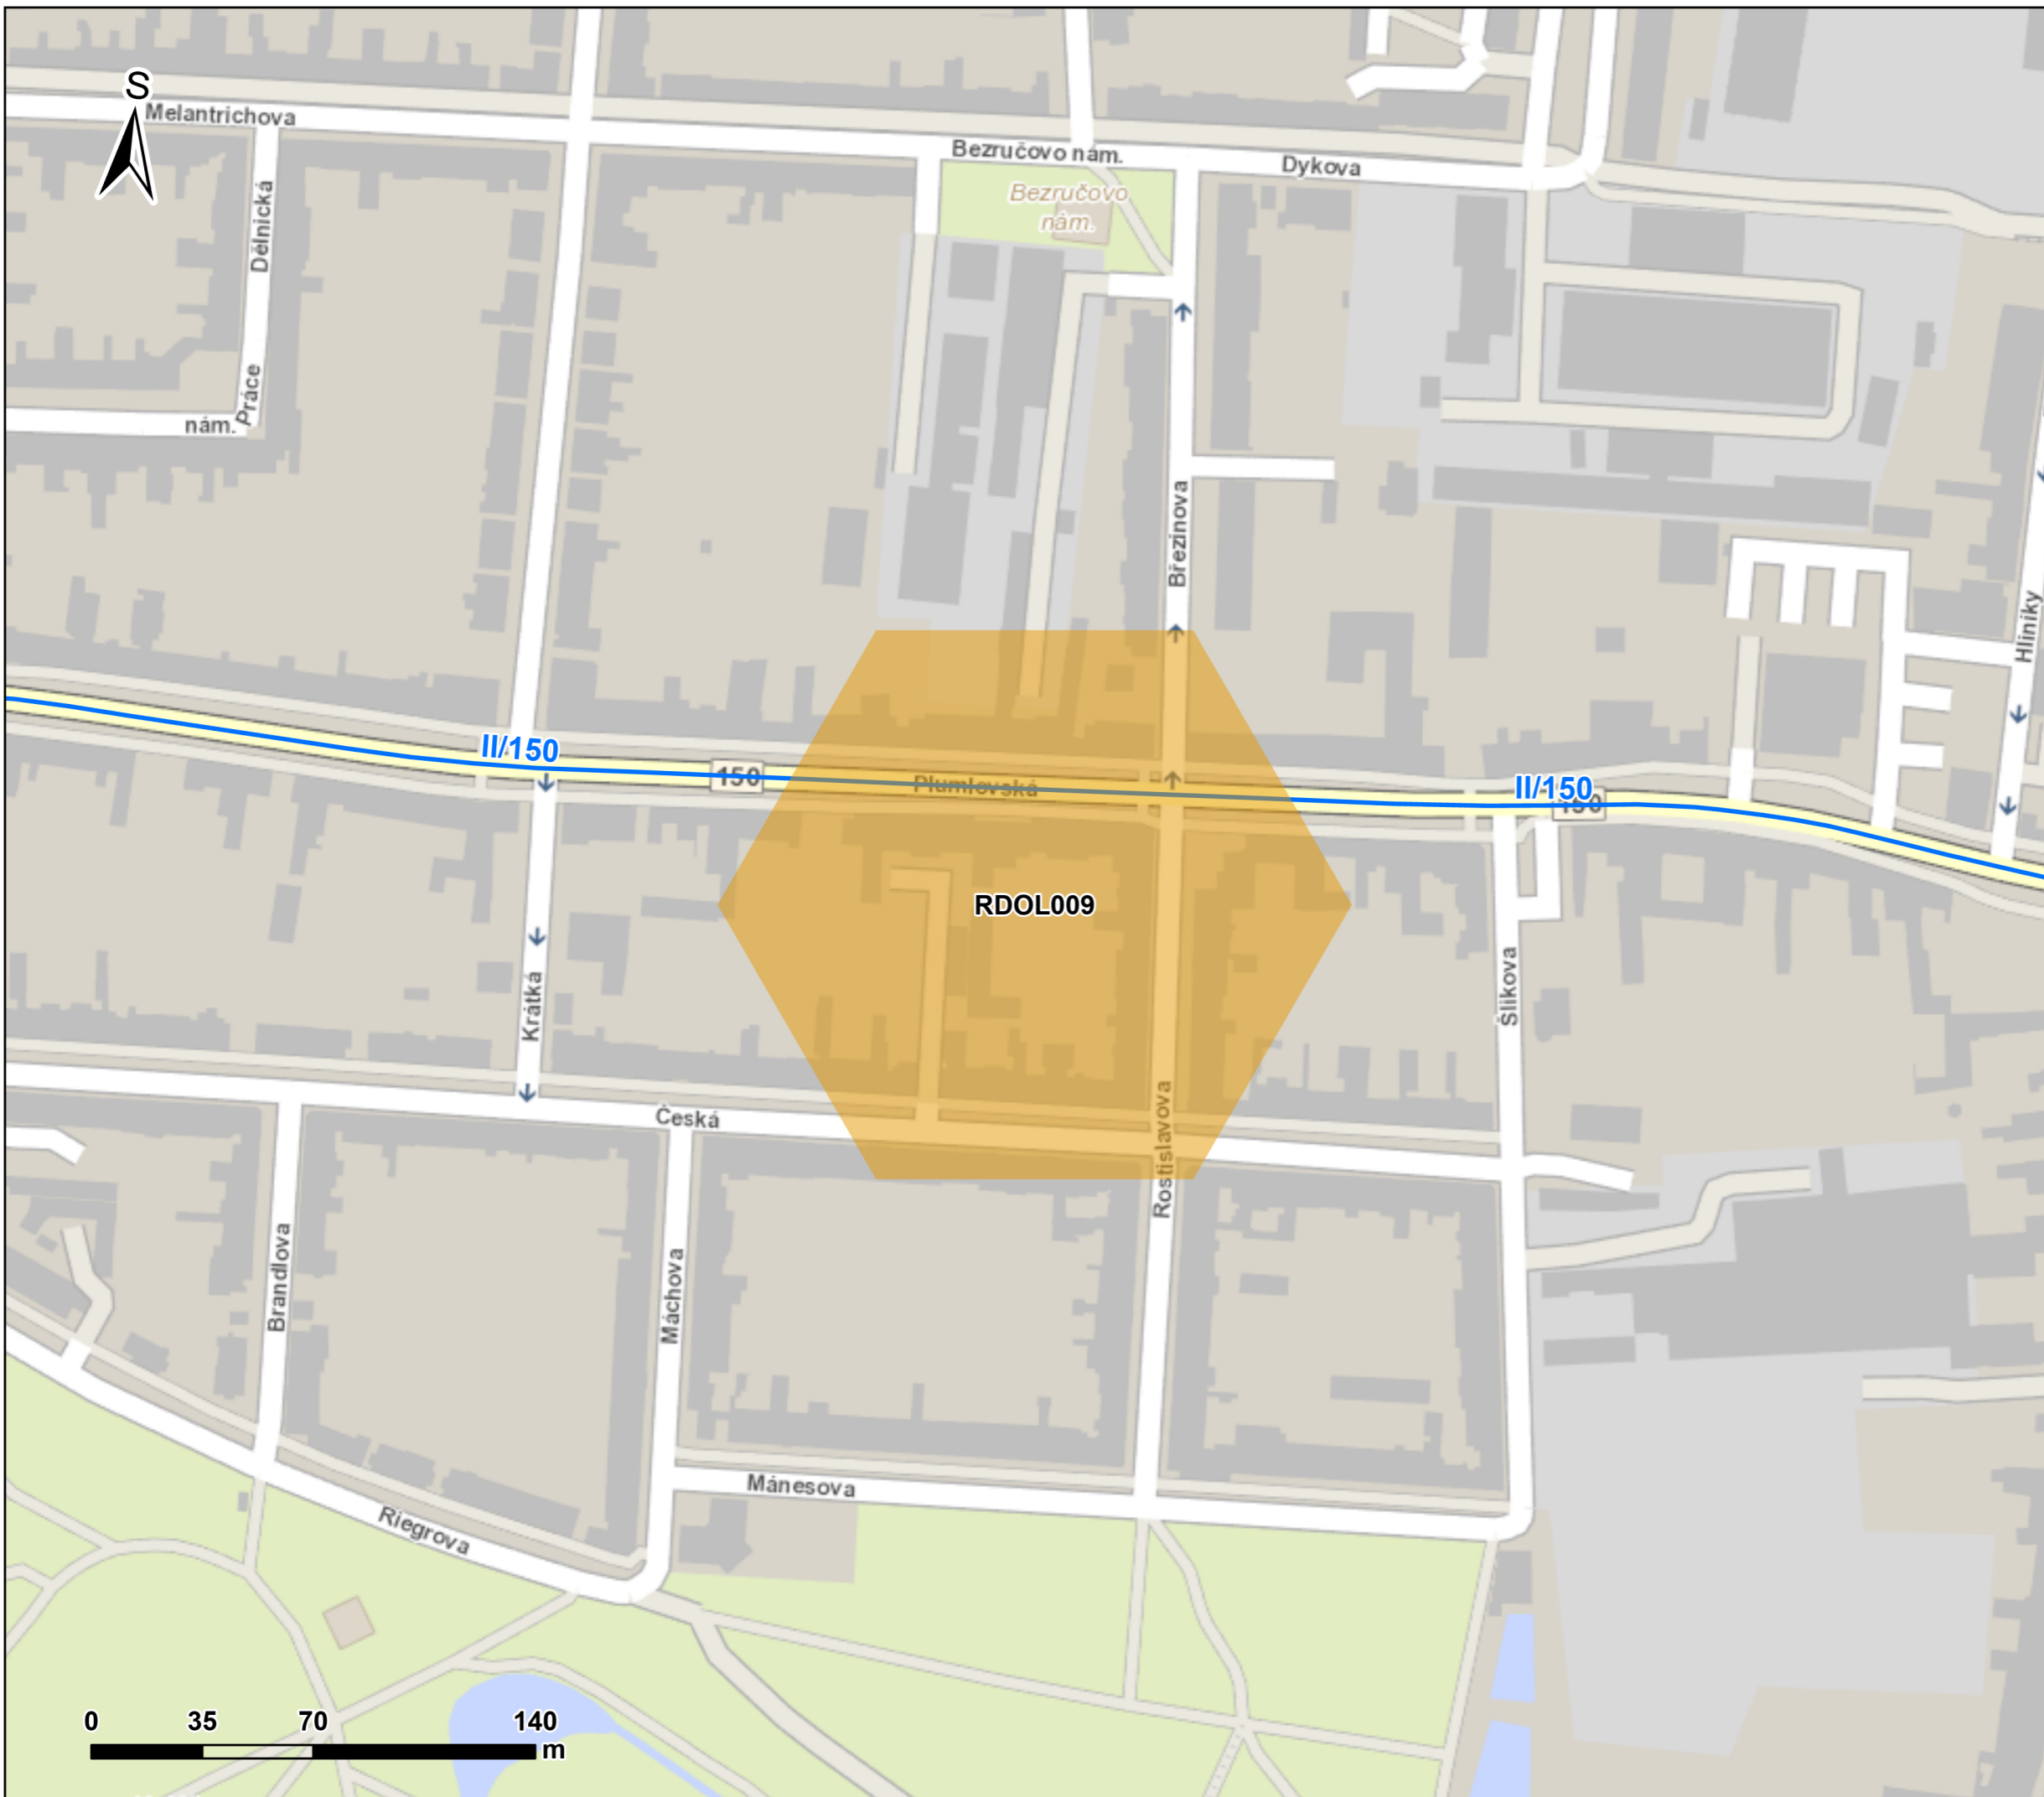 S
Melantrichova
Bezručovo nám.
Dykova
Bezručovo
nám.
Dělnická
Práce
nám.
Březinova
Hliníky
II/150
150
Plumlovská
II/150
150
RDOL009
Krátká
Šlikova
Česká
Rostislavova
Brandlova
Máchova
Mánesova
Riegrova
0 35 70 140
m